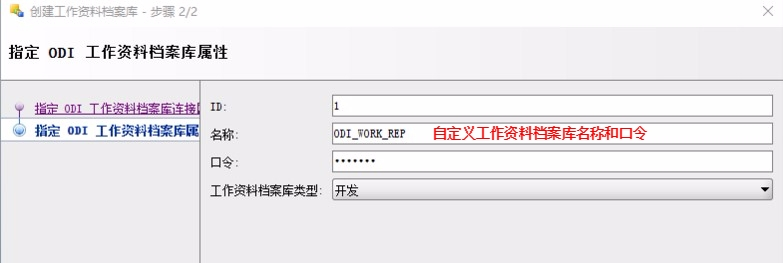 创建工作资料档案库 - 步骤 2/2
指定 ODI 工作资料档案库属性
指定 ODI 工作资料档案库连接
指定 ODI 工作资料档案库属
ID: 1
名称: ODI_WORK_REP 自定义工作资料档案库名称和口令
口令: •••••••
工作资料档案库类型: 开发